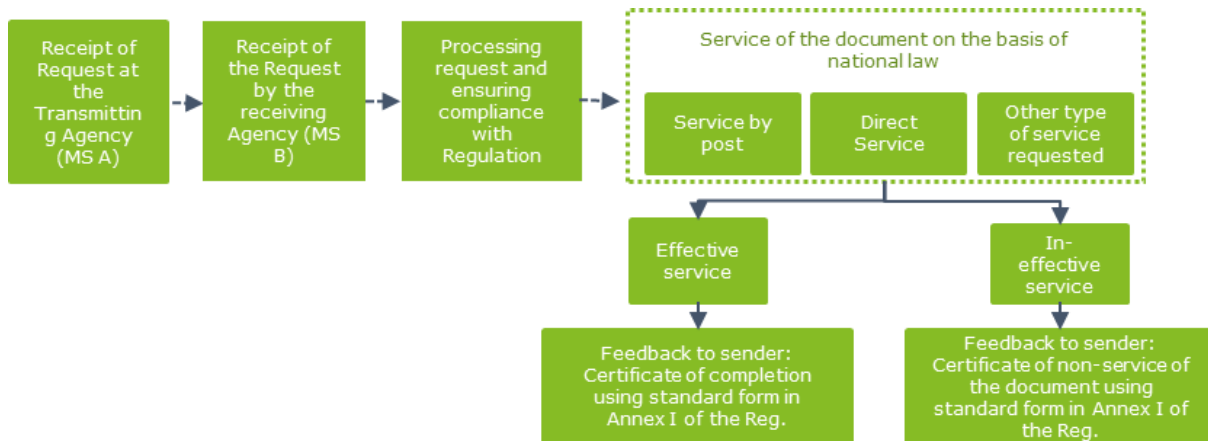 Receipt of
Request at
the
Transmittin
g Agency
(MS A)
Receipt of
the Request
by the
receiving
Agency (MS
B)
Processing
request and
ensuring
compliance
with
Regulation
Service of the document on the basis of
national law
Service by
post
Direct
Service
Other type
of service
requested
Effective
service
In-
effective
service
Feedback to sender:
Certificate of completion
using standard form in
Annex I of the Reg.
Feedback to sender:
Certificate of non-service of
the document using
standard form in Annex I of
the Reg.